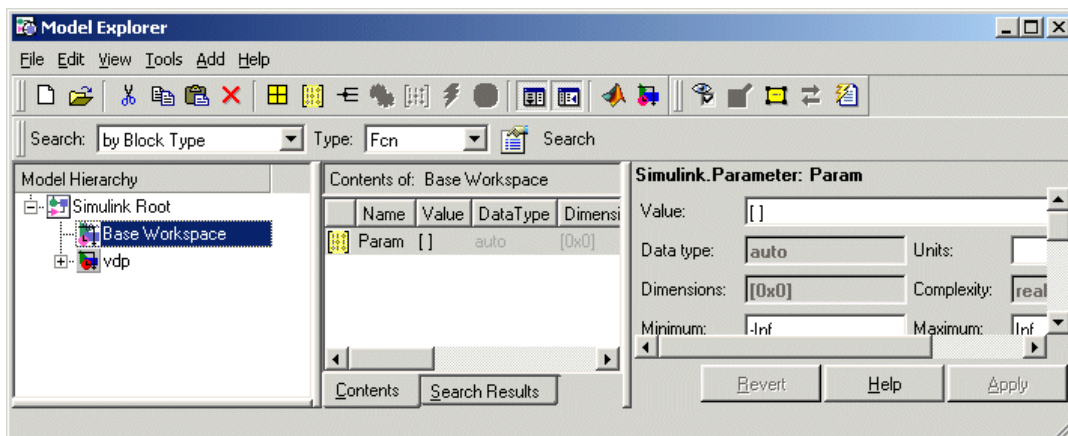 Model Explorer
File Edit View Tools Add Help
Search: by Block Type Type: Fcn Search
Model Hierarchy
Simulink Root
Base Workspace
vdp
Contents of: Base Workspace
Name Value DataType Dimensi
Param [ ] auto [0x0]
Contents Search Results
Simulink.Parameter: Param
Value: [ ]
Data type: auto Units:
Dimensions: [0x0] Complexity: real
Minimum: -Inf Maximum: Inf
Revert Help Apply